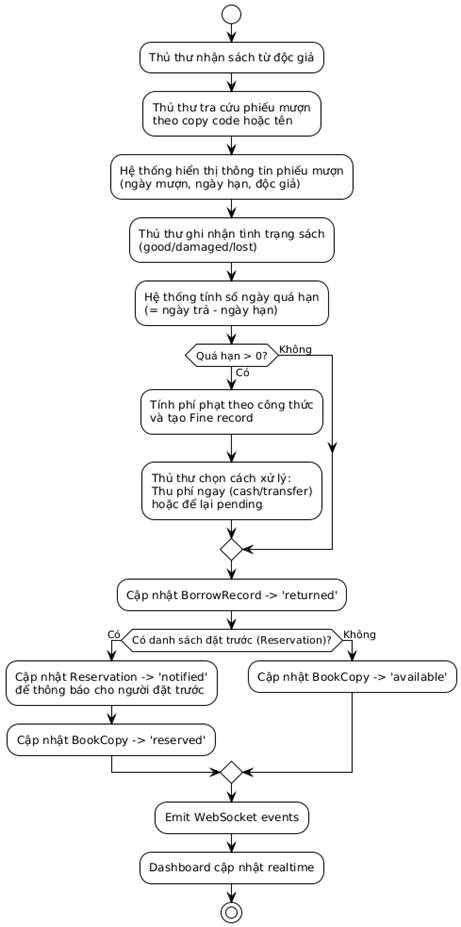 Thủ thư nhận sách từ độc giả
Thủ thư tra cứu phiếu mượn
theo copy code hoặc tên
Hệ thống hiển thị thông tin phiếu mượn
(ngày mượn, ngày hạn, độc giả)
Thủ thư ghi nhận tình trạng sách
(good/damaged/lost)
Hệ thống tính số ngày quá hạn
(= ngày trả - ngày hạn)
Quá hạn > 0?
Không
Có
Tính phí phạt theo công thức
và tạo Fine record
Thủ thư chọn cách xử lý:
Thu phí ngay (cash/transfer)
hoặc để lại pending
Cập nhật BorrowRecord -> 'returned'
Có
Có danh sách đặt trước (Reservation)?
Không
Cập nhật Reservation -> 'notified'
để thông báo cho người đặt trước
Cập nhật BookCopy -> 'available'
Cập nhật BookCopy -> 'reserved'
Emit WebSocket events
Dashboard cập nhật realtime